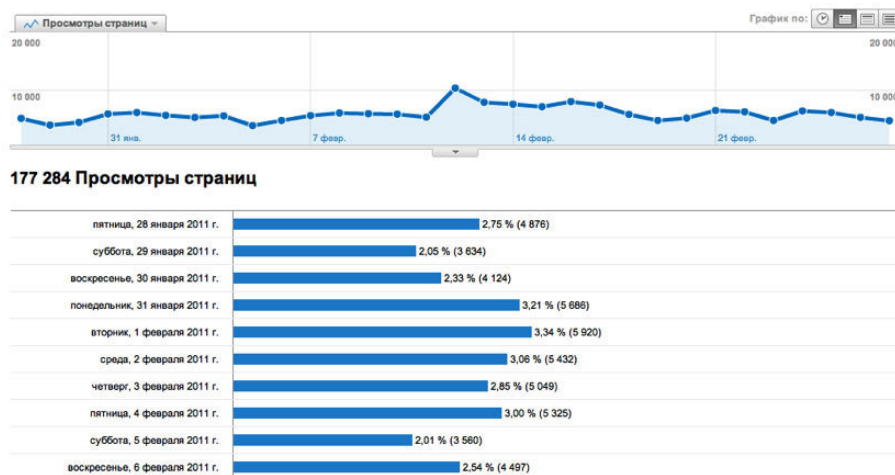 Просмотры страниц
График по:
20 000 20 000
10 000 10 000
31 янв. 7 февр. 14 февр. 21 февр.
177 284 Просмотры страниц
пятница, 28 января 2011 г. 2,75 % (4 876)
суббота, 29 января 2011 г. 2,05 % (3 634)
воскресенье, 30 января 2011 г. 2,33 % (4 124)
понедельник, 31 января 2011 г. 3,21 % (5 686)
вторник, 1 февраля 2011 г. 3,34 % (5 920)
среда, 2 февраля 2011 г. 3,06 % (5 432)
четверг, 3 февраля 2011 г. 2,85 % (5 049)
пятница, 4 февраля 2011 г. 3,00 % (5 325)
суббота, 5 февраля 2011 г. 2,01 % (3 560)
воскресенье, 6 февраля 2011 г. 2,54 % (4 497)